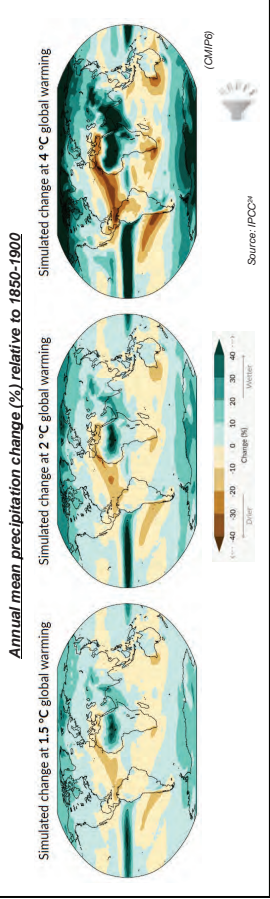 Annual mean precipitation change (%) relative to 1850-1900
Simulated change at 1.5 °C global warming
Simulated change at 2 °C global warming
Simulated change at 4 °C global warming
(CMIP6)
-40 -30 -20 -10 0 10 20 30 40
Change (%)
Drier
Wetter
Source: IPCC²⁴